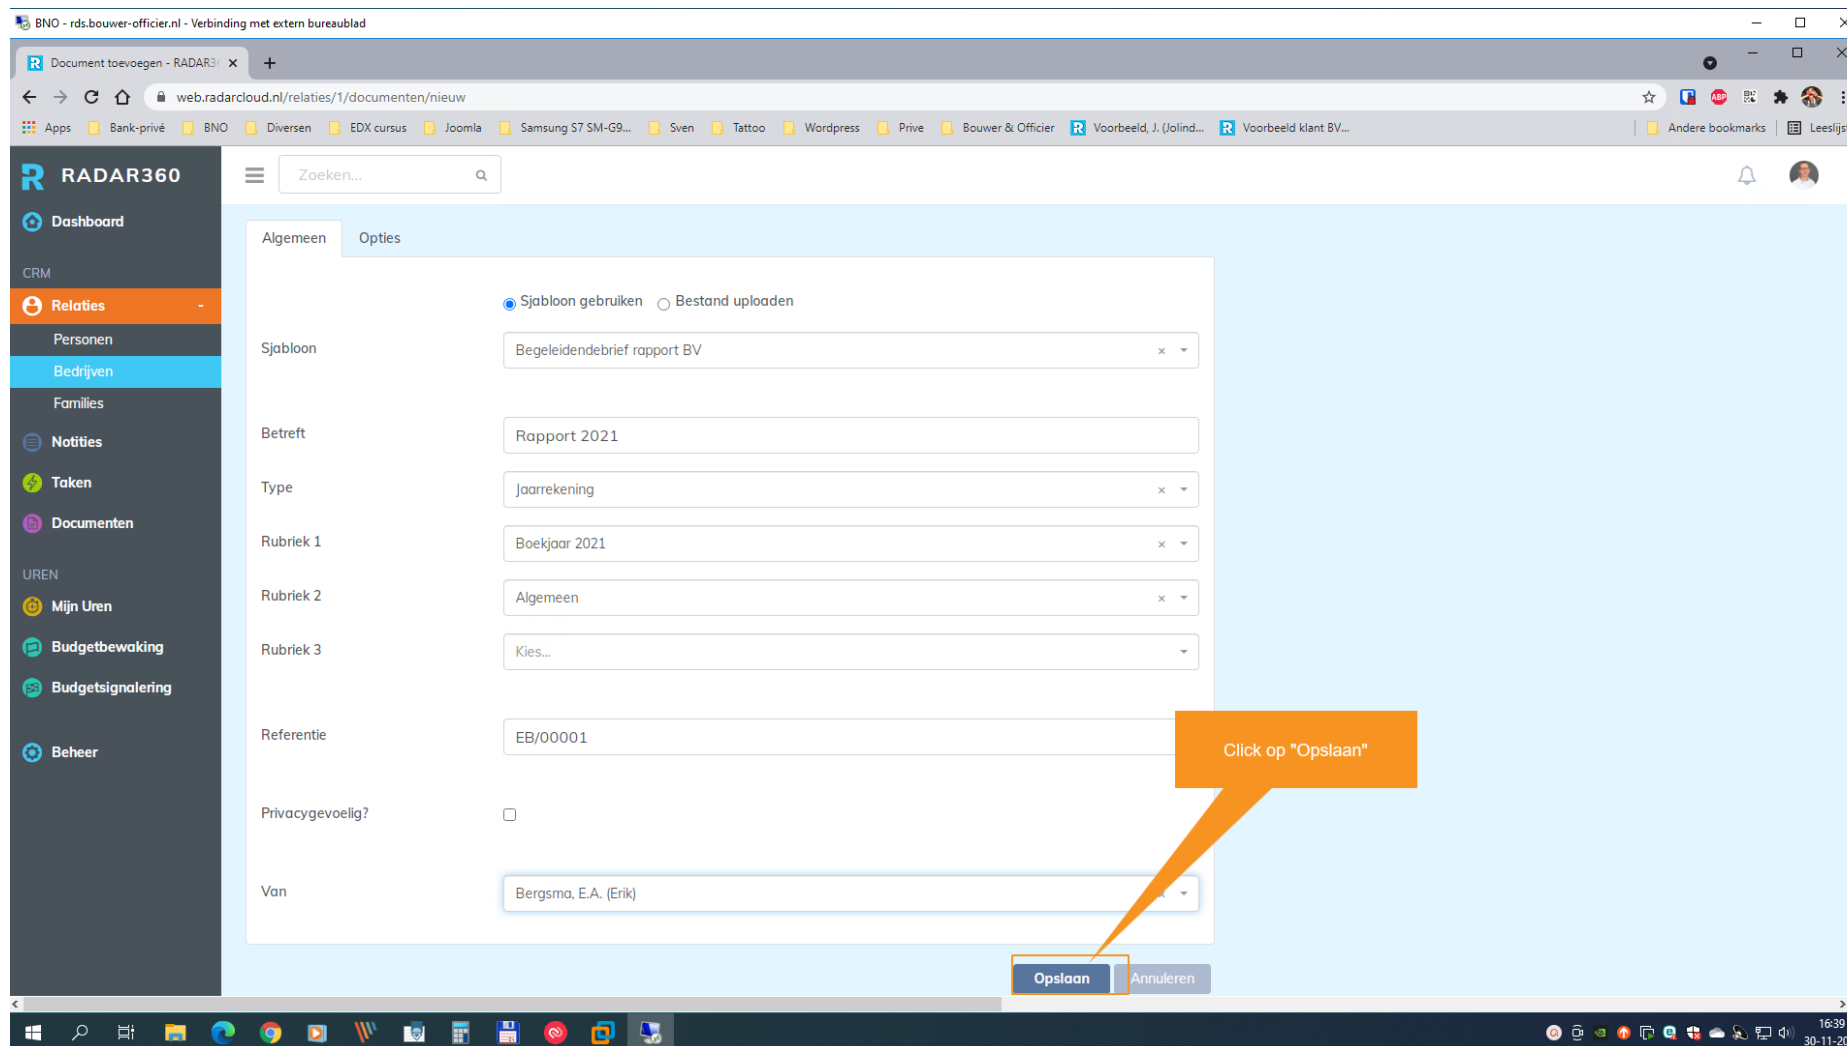 BNO - rds.bouwer-officier.nl - Verbinding met extern bureaublad
Document toevoegen - RADAR3
web.radarcloud.nl/relaties/1/documenten/nieuw
ABP
Apps Bank-privé BNO Diversen EDX cursus Joomla Samsung S7 SM-G9... Sven Tattoo Wordpress Prive Bouwer & Officier Voorbeeld, J. (Jolind... Voorbeeld klant BV... Andere bookmarks Leeslijst
RADAR360
Zoeken...
Dashboard
CRM
Relaties -
Personen
Bedrijven
Families
Notities
Taken
Documenten
UREN
Mijn Uren
Budgetbewaking
Budgetsignalering
Beheer
Algemeen Opties
Sjabloon gebruiken Bestand uploaden
Sjabloon Begeleidendebrief rapport BV
Betreft Rapport 2021
Type Jaarrekening
Rubriek 1 Boekjaar 2021
Rubriek 2 Algemeen
Rubriek 3 Kies...
Referentie EB/00001
Click op "Opslaan"
Privacygevoelig?
Van Bergsma, E.A. (Erik)
Opslaan Annuleren
16:39
30-11-20